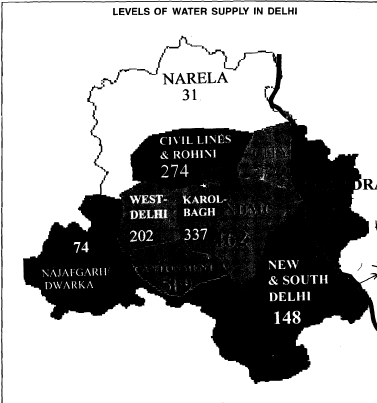 LEVELS OF WATER SUPPLY IN DELHI
NARELA
31
CIVIL LINES
& ROHINI
274
WEST-
DELHI
202
KAROL-
BAGH
337
74
NAJAFGARH
DWARKA
NEW
& SOUTH
DELHI
148